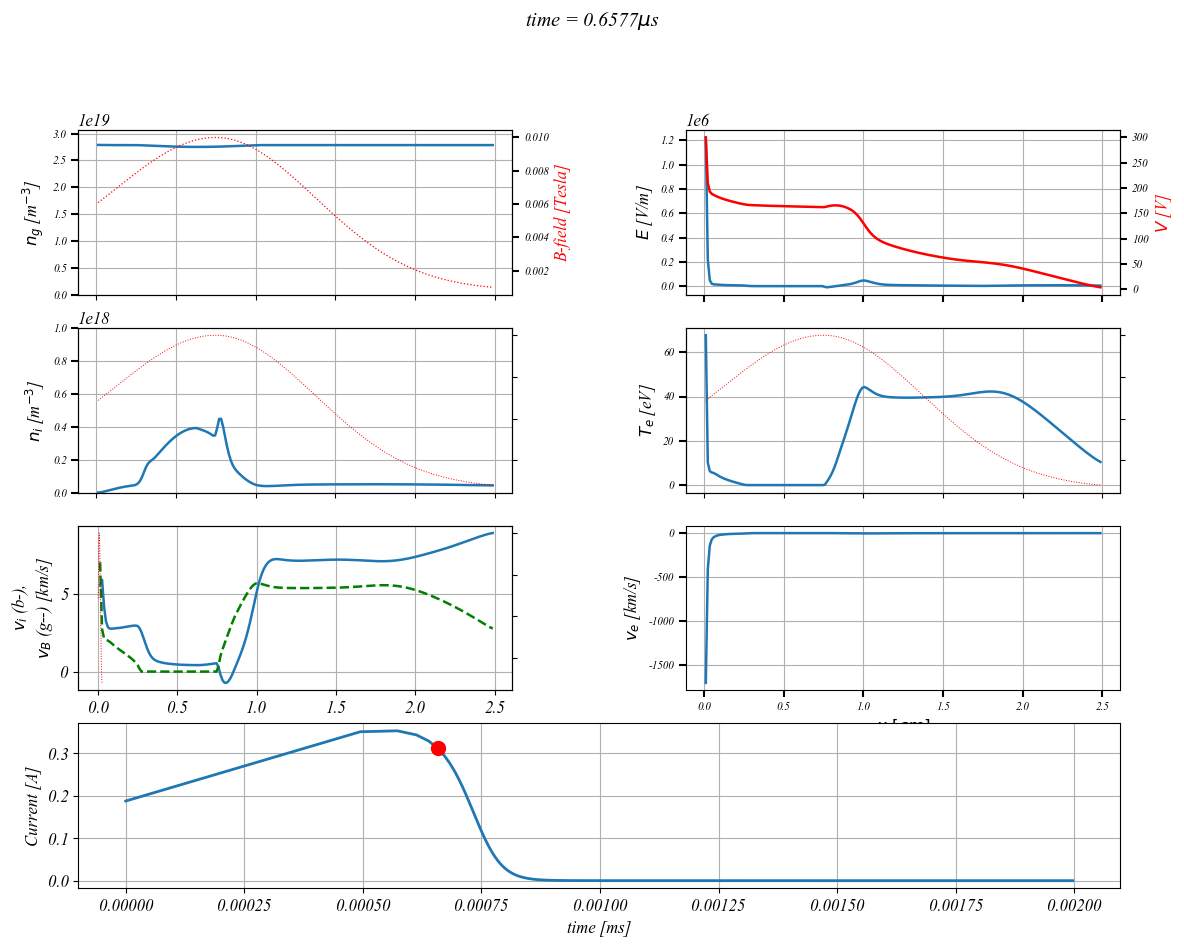 time = 0.6577μs
1e19
3.0
2.5
2.0
1.5
1.0
0.5
0.0
n_g [m^{-3}]
0.010
0.008
0.006
0.004
0.002
B-field [Tesla]
1e6
1.2
1.0
0.8
0.6
0.4
0.2
0.0
E [V/m]
300
250
200
150
100
50
0
V [V]
1e18
1.0
0.8
0.6
0.4
0.2
0.0
n_i [m^{-3}]
60
40
20
0
T_e [eV]
5
0
v_i (b-),
v_B (g--) [km/s]
0.0 0.5 1.0 1.5 2.0 2.5
0
-500
-1000
-1500
v_e [km/s]
0.0 0.5 1.0 1.5 2.0 2.5
0.3
0.2
0.1
0.0
Current [A]
0.00000 0.00025 0.00050 0.00075 0.00100 0.00125 0.00150 0.00175 0.00200
time [ms]